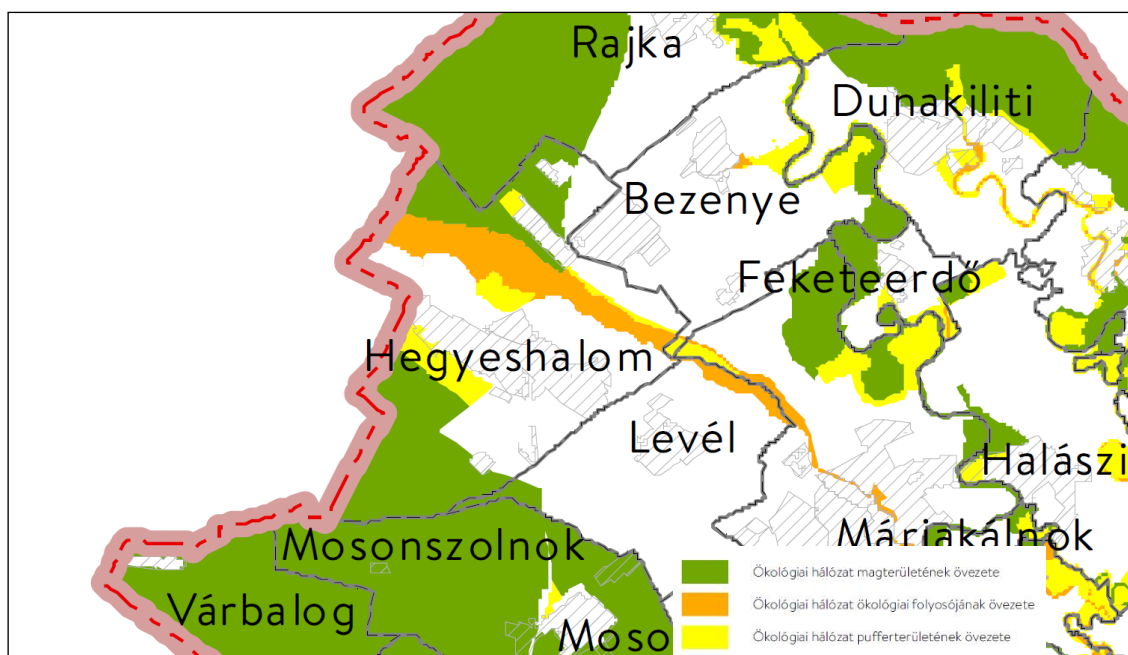 Rajka
Dunakiliti
Bezenye
Feketeerdő
Hegyeshalom
Levél
Halászi
Máriakálnok
Mosonszolnok
Várbalog
Moso
Ökológiai hálózat magterületének övezete
Ökológiai hálózat ökológiai folyosójának övezete
Ökológiai hálózat pufferterületének övezete